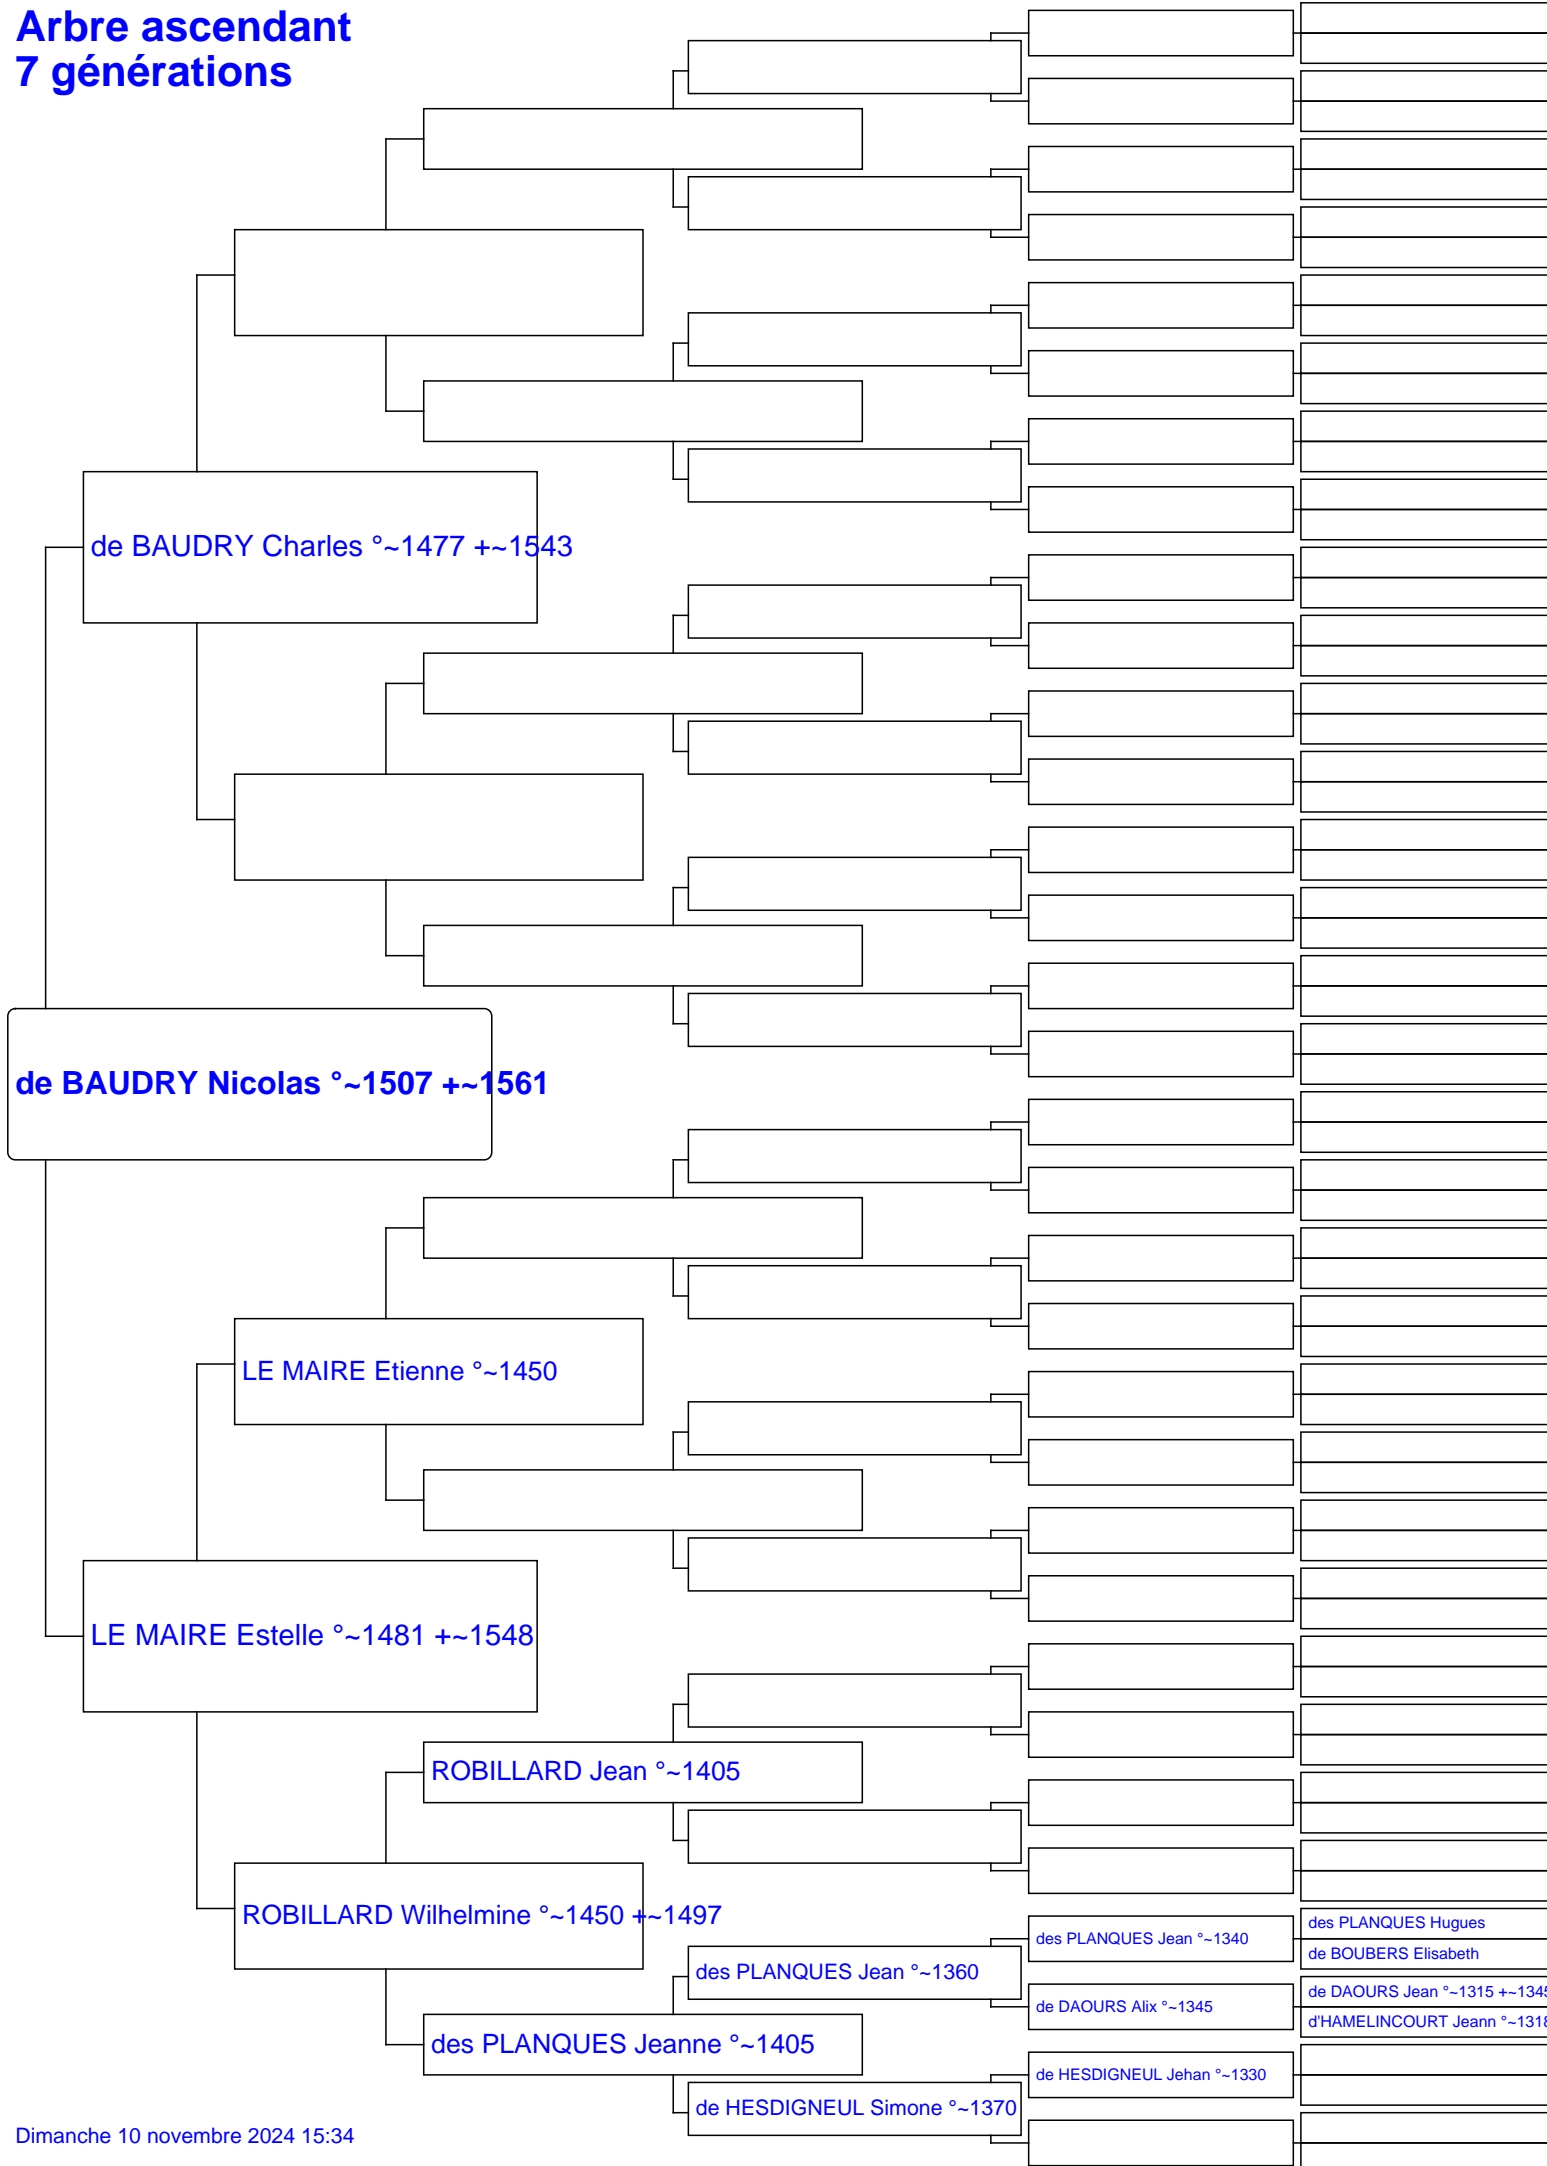 Arbre ascendant
7 générations
de BAUDRY Charles °~1477 +~1543
de BAUDRY Nicolas °~1507 +~1561
LE MAIRE Etienne °~1450
LE MAIRE Estelle °~1481 +~1548
ROBILLARD Jean °~1405
ROBILLARD Wilhelmine °~1450 +~1497
des PLANQUES Hugues
des PLANQUES Jean °~1340
de BOUBERS Elisabeth
des PLANQUES Jean °~1360
de DAOURS Jean °~1315 +~1345
de DAOURS Alix °~1345
d'HAMELINCOURT Jeann °~1318
des PLANQUES Jeanne °~1405
de HESDIGNEUL Jehan °~1330
de HESDIGNEUL Simone °~1370
Dimanche 10 novembre 2024 15:34